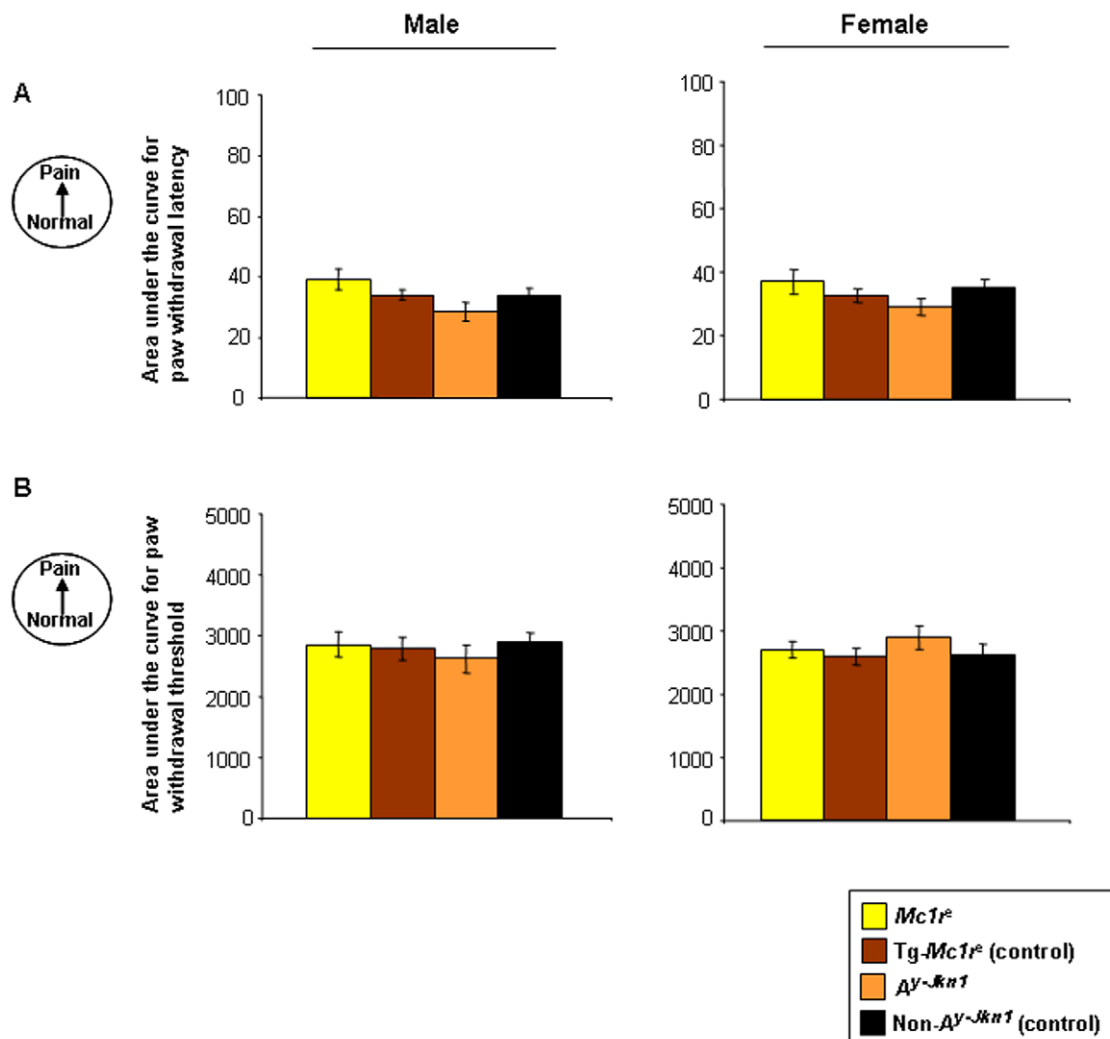 Male
Female
A
Pain
Normal
Area under the curve for
paw withdrawal latency
100
80
60
40
20
0
100
80
60
40
20
0
B
Pain
Normal
Area under the curve for paw
withdrawal threshold
5000
4000
3000
2000
1000
0
5000
4000
3000
2000
1000
0
Mc1rᵉ
Tg-Mc1rᵉ (control)
Aʸ⁻ᴶᵏⁿ¹
Non-Aʸ⁻ᴶᵏⁿ¹ (control)